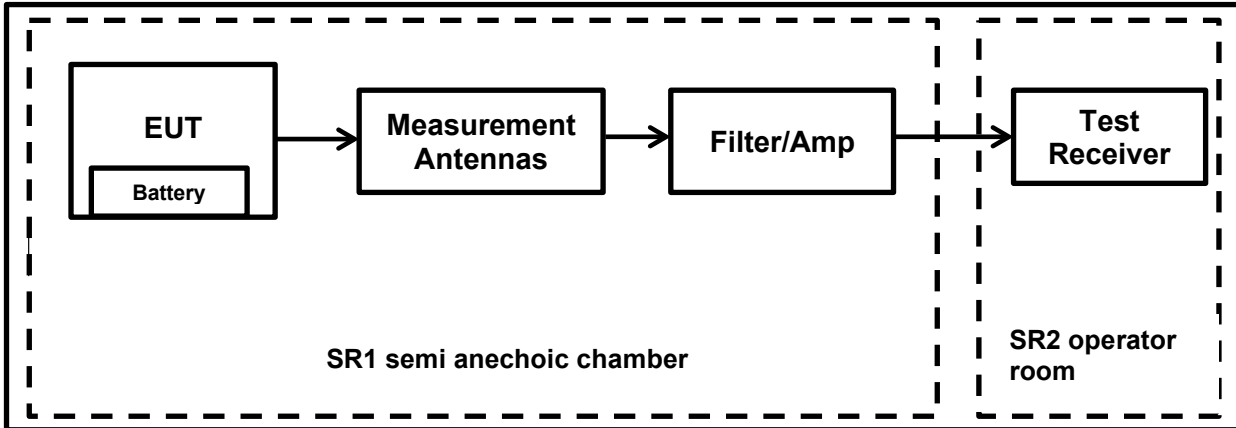 EUT
Battery
Measurement
Antennas
Filter/Amp
Test
Receiver
SR1 semi anechoic chamber
SR2 operator
room